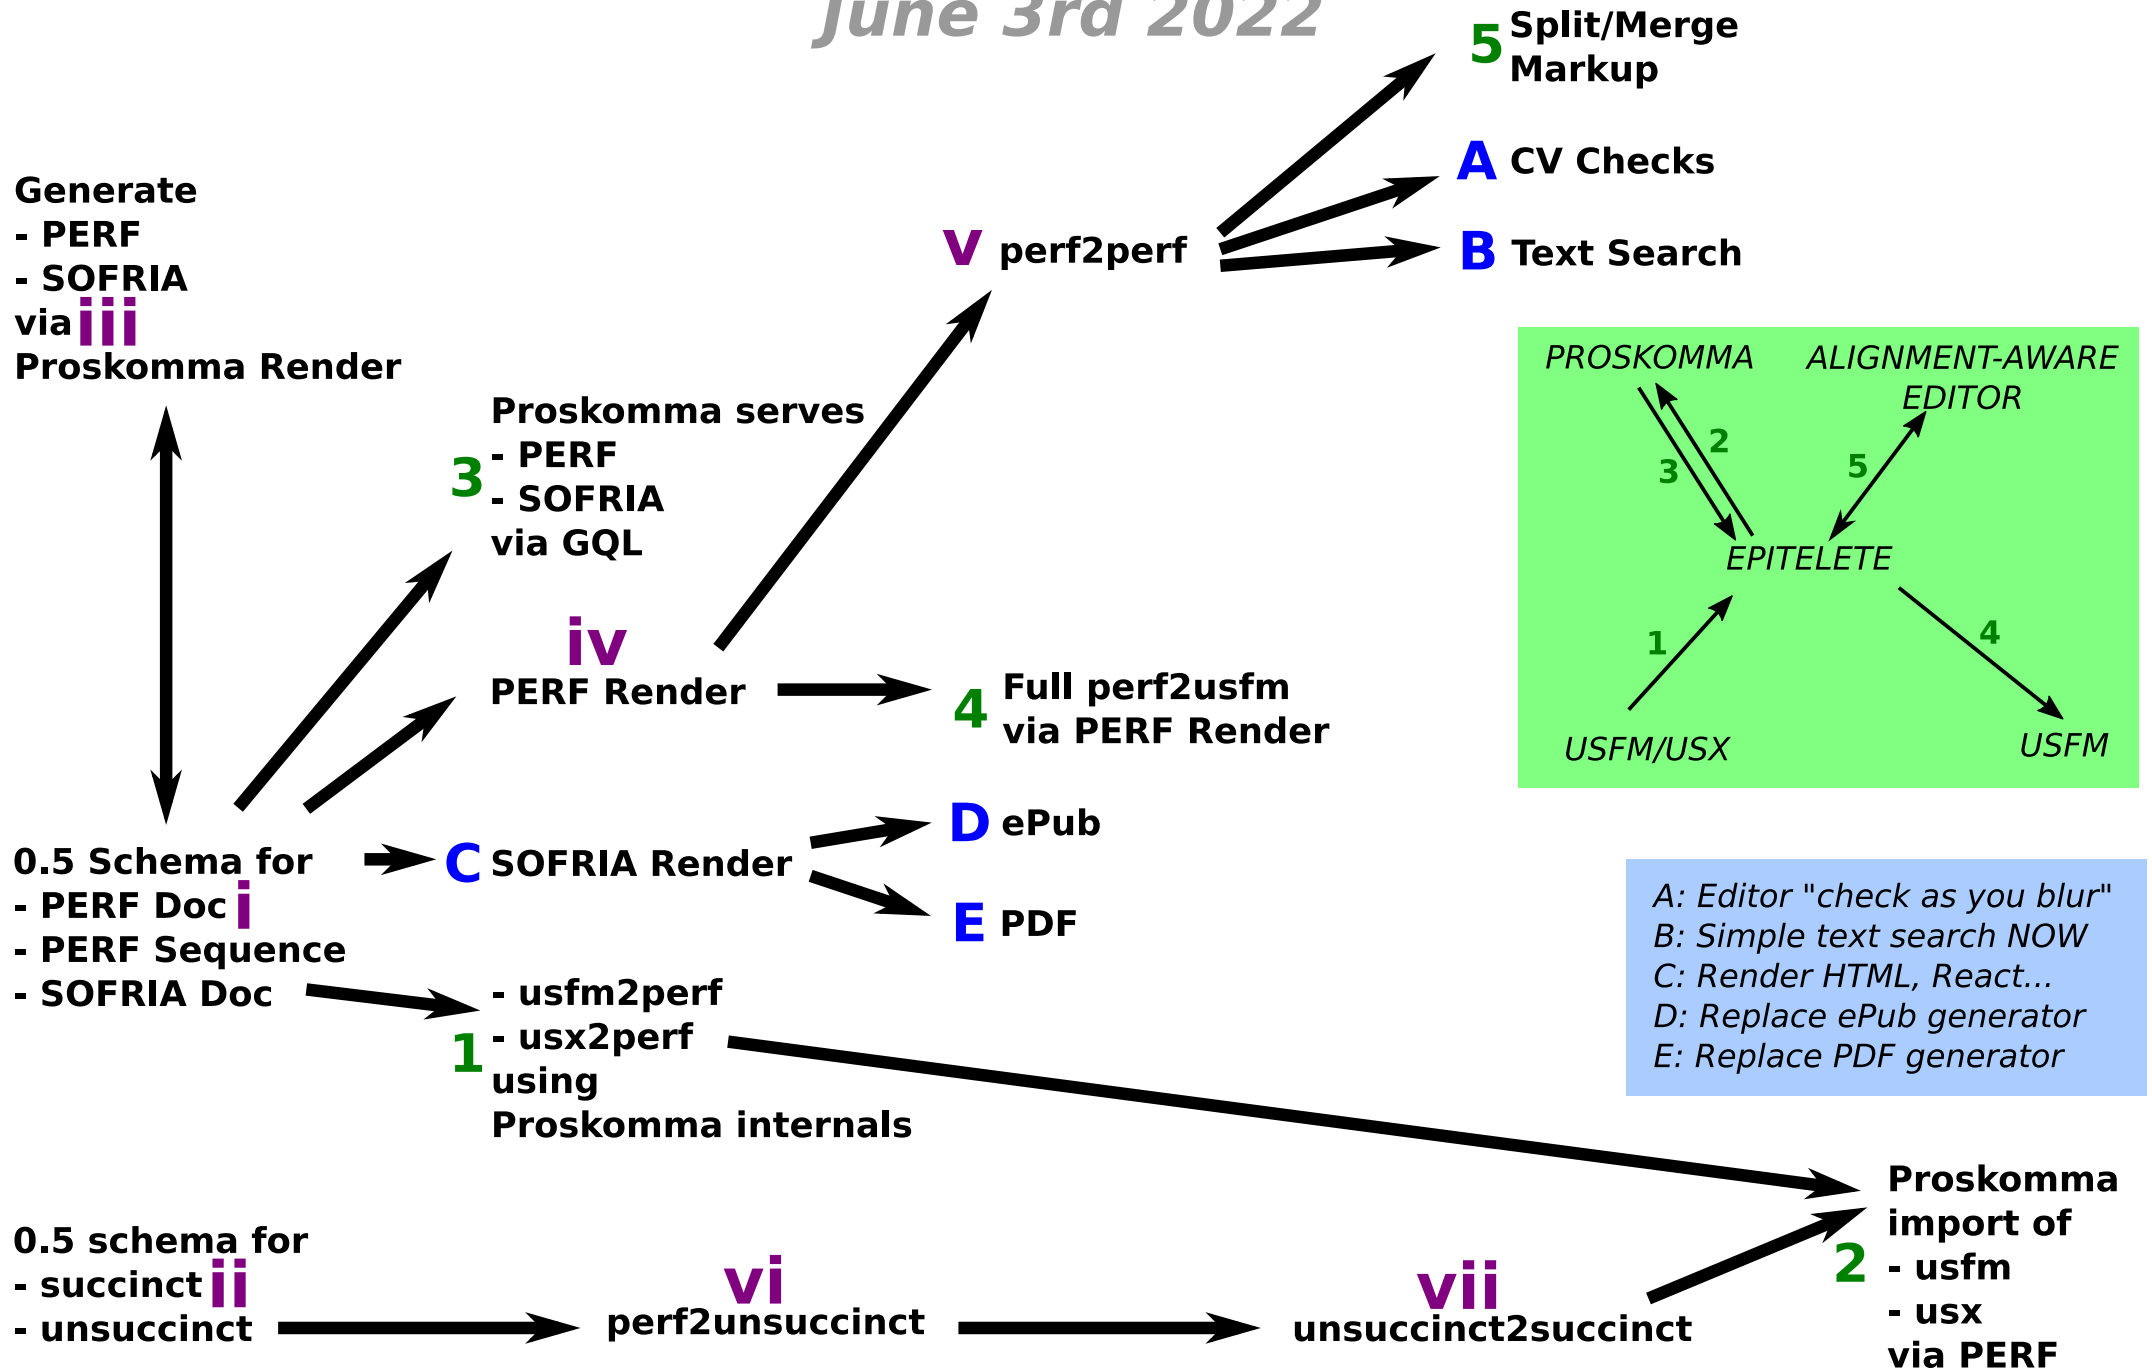 June 3rd 2022
5 Split/Merge
Markup
A CV Checks
B Text Search
Generate
- PERF
- SOFRIA
via iii
Proskomma Render
v perf2perf
Proskomma serves
- PERF
3
- SOFRIA
via GQL
iv
PERF Render
4 Full perf2usfm
via PERF Render
PROSKOMMA
ALIGNMENT-AWARE
EDITOR
2
3
5
EPITELETE
1
4
USFM/USX
USFM
0.5 Schema for
- PERF Doc i
- PERF Sequence
- SOFRIA Doc
C SOFRIA Render
D ePub
E PDF
A: Editor "check as you blur"
B: Simple text search NOW
C: Render HTML, React...
D: Replace ePub generator
E: Replace PDF generator
- usfm2perf
1 - usx2perf
using
Proskomma internals
0.5 schema for
- succinct ii
- unsuccinct
vi
perf2unsuccinct
vii
unsuccinct2succinct
Proskomma
import of
2 - usfm
- usx
via PERF